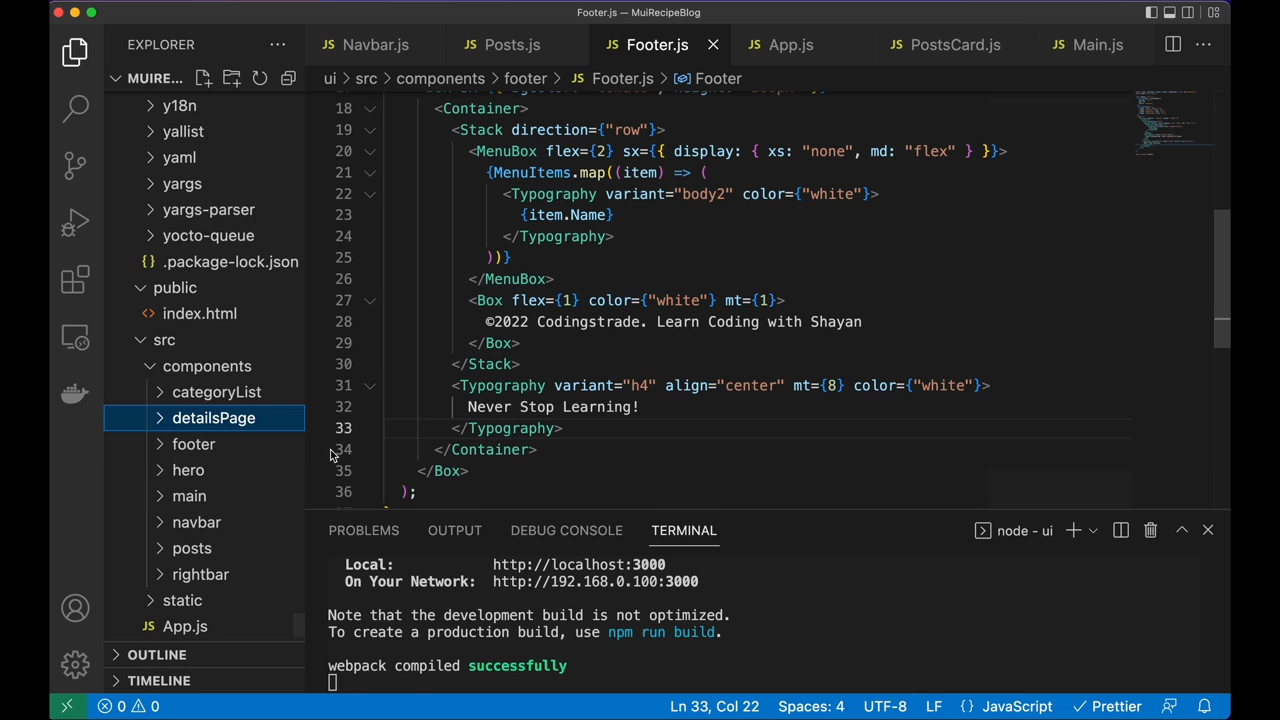 Footer.js — MuiRecipeBlog
EXPLORER
JS Navbar.js
JS Posts.js
JS Footer.js
JS App.js
JS PostsCard.js
JS Main.js
MUIRE...
ui > src > components > footer > JS Footer.js > Footer
y18n
yallist
yaml
yargs
yargs-parser
yocto-queue
{} .package-lock.json
public
<> index.html
src
components
categoryList
detailsPage
footer
hero
main
navbar
posts
rightbar
static
JS App.js
OUTLINE
TIMELINE
18 <Container>
19 <Stack direction={"row"}>
20 <MenuBox flex={2} sx={{ display: { xs: "none", md: "flex" } }}>
21 {MenuItems.map((item) => (
22 <Typography variant="body2" color={"white"}>
23 {item.Name}
24 </Typography>
25 ))}
26 </MenuBox>
27 <Box flex={1} color={"white"} mt={1}>
28 ©2022 Codingstrade. Learn Coding with Shayan
29 </Box>
30 </Stack>
31 <Typography variant="h4" align="center" mt={8} color={"white"}>
32 Never Stop Learning!
33 </Typography>
34 </Container>
35 </Box>
36 );
PROBLEMS OUTPUT DEBUG CONSOLE TERMINAL
node - ui
Local: http://localhost:3000
On Your Network: http://192.168.0.100:3000
Note that the development build is not optimized.
To create a production build, use npm run build.
webpack compiled successfully
0 0
Ln 33, Col 22 Spaces: 4 UTF-8 LF {} JavaScript Prettier